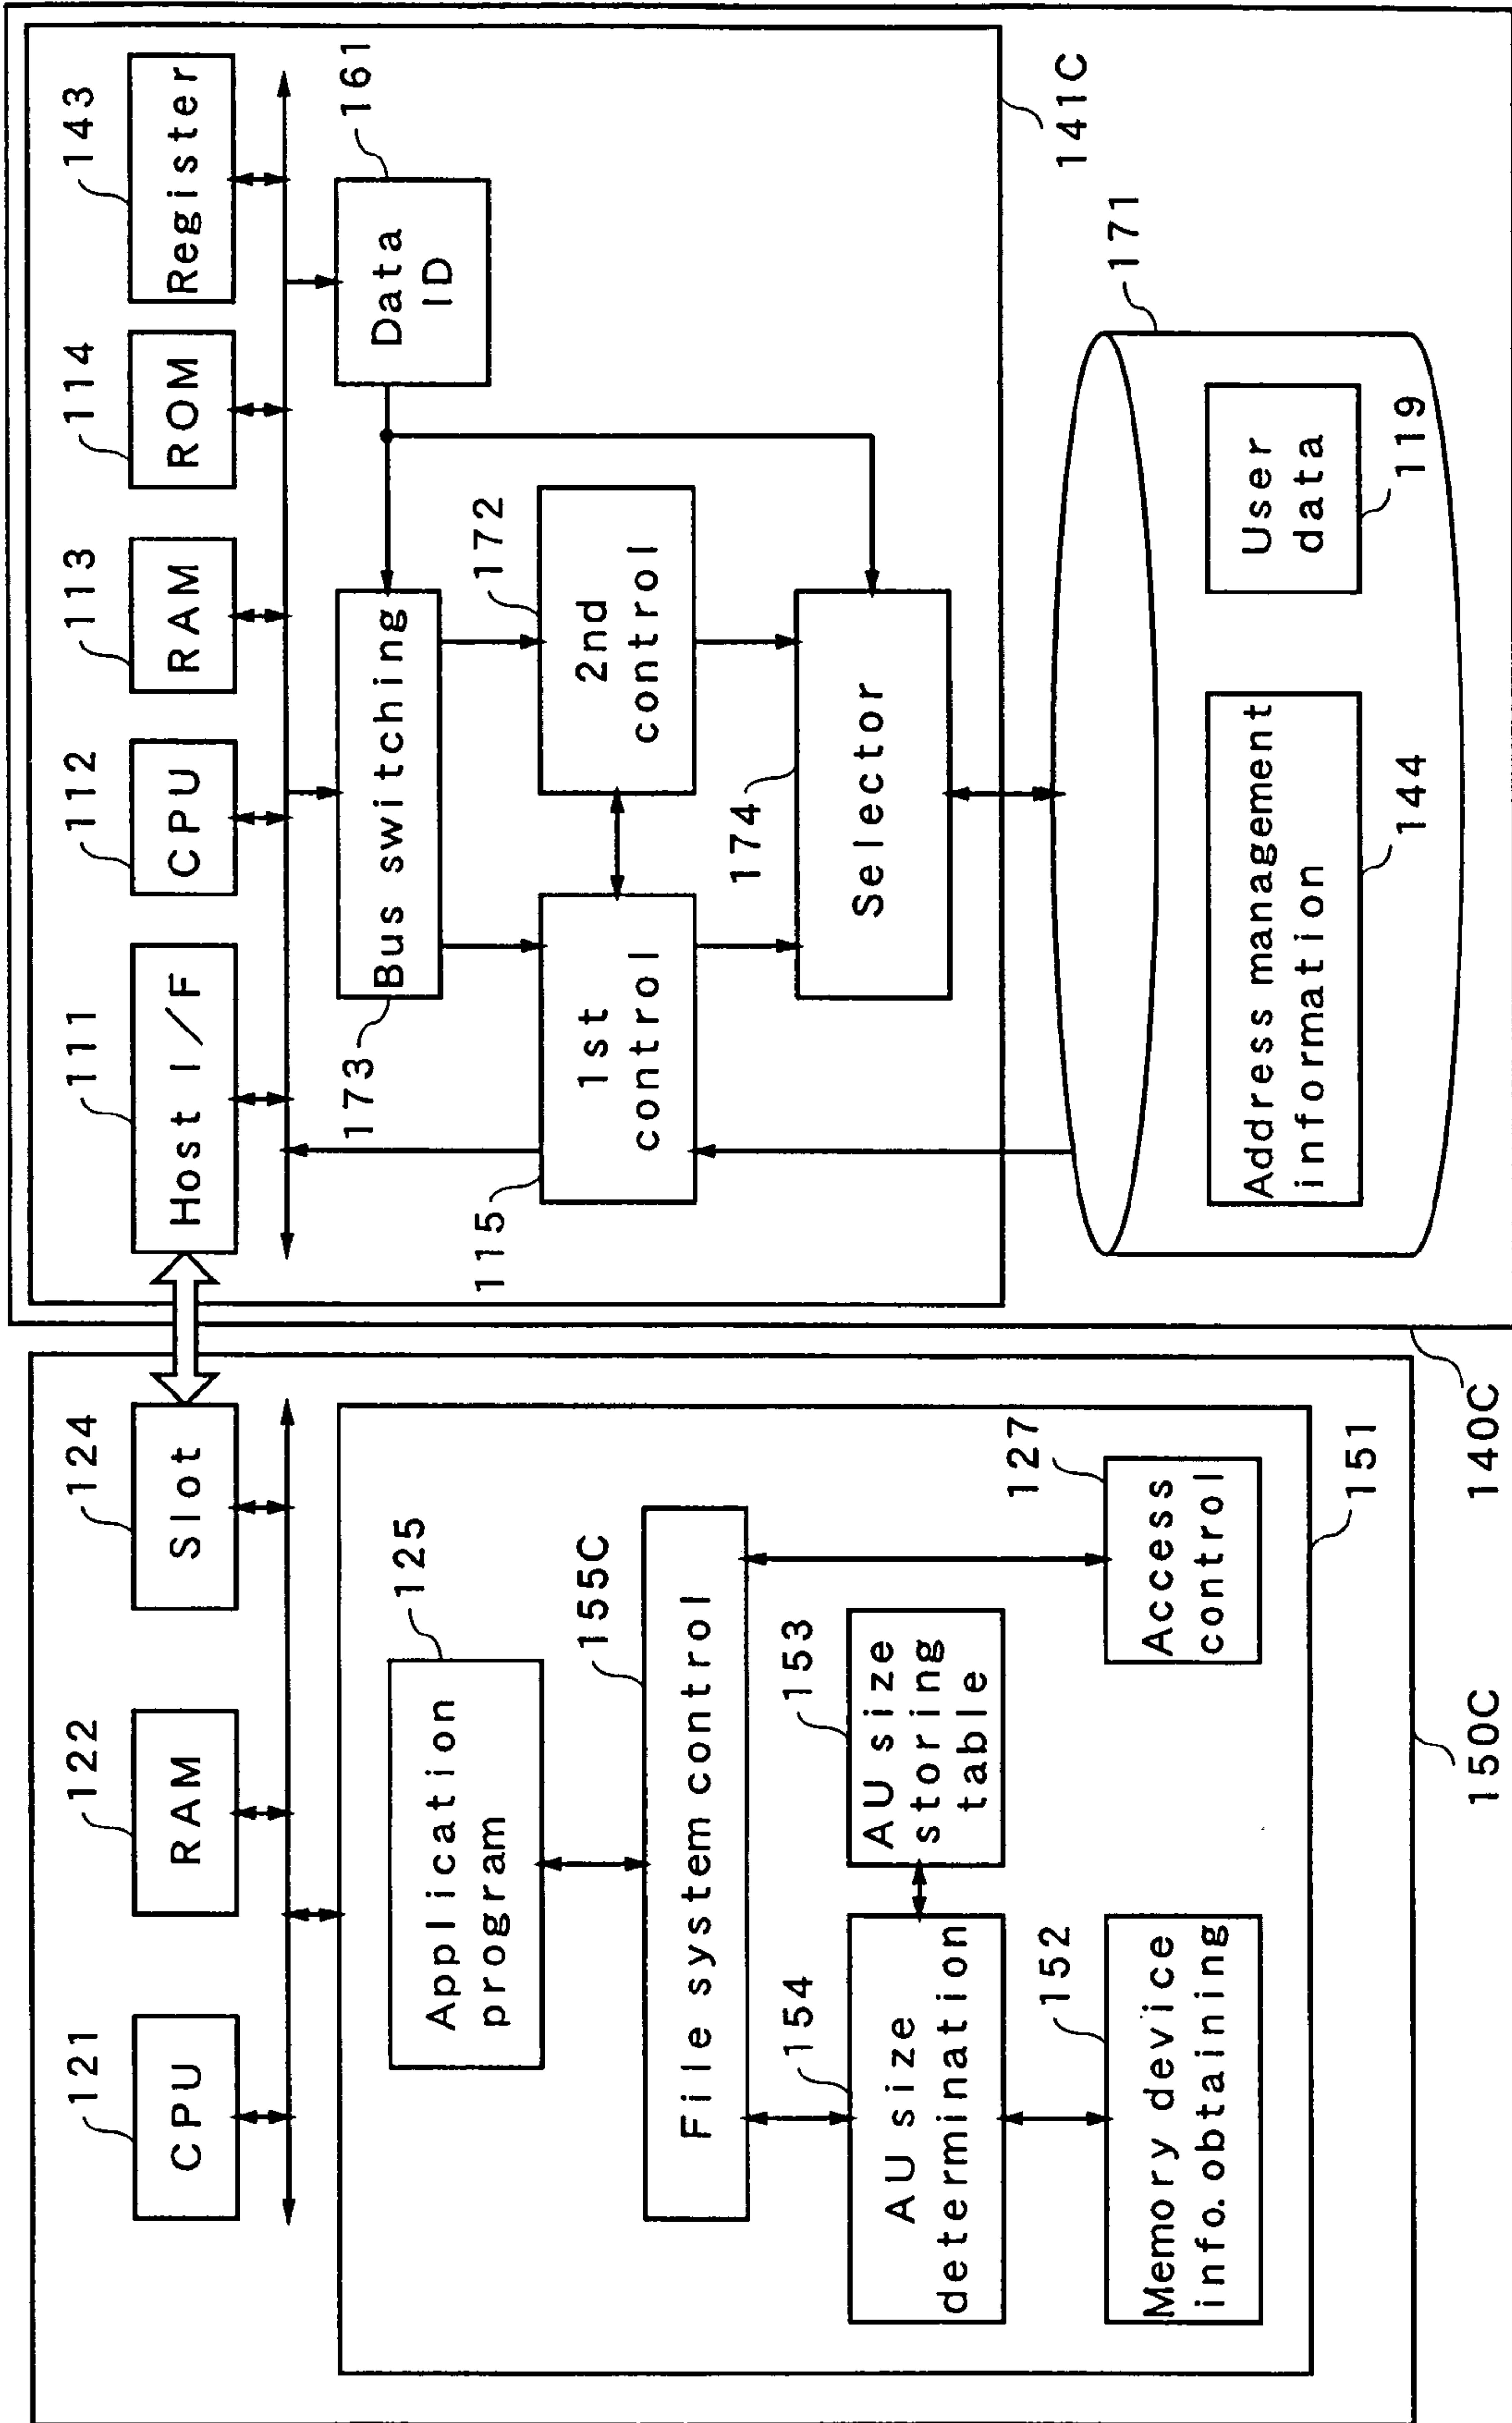 121
CPU
122
RAM
124
Slot
125
Application
program
155C
File system control
154
AU size
determination
153
AU size
storing
table
152
Memory device
info.obtaining
127
Access
control
151
150C
140C
111
Host I/F
112
CPU
113
RAM
114
ROM
143
Register
161
Data
ID
173
Bus switching
115
1st
control
172
2nd
control
174
Selector
141C
171
Address management
information
144
User
data
119